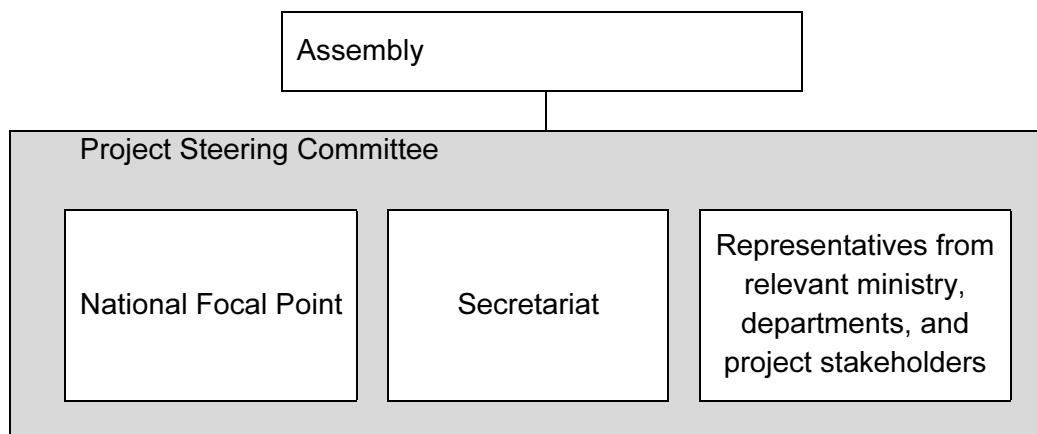 Assembly
Project Steering Committee
National Focal Point
Secretariat
Representatives from
relevant ministry,
departments, and
project stakeholders